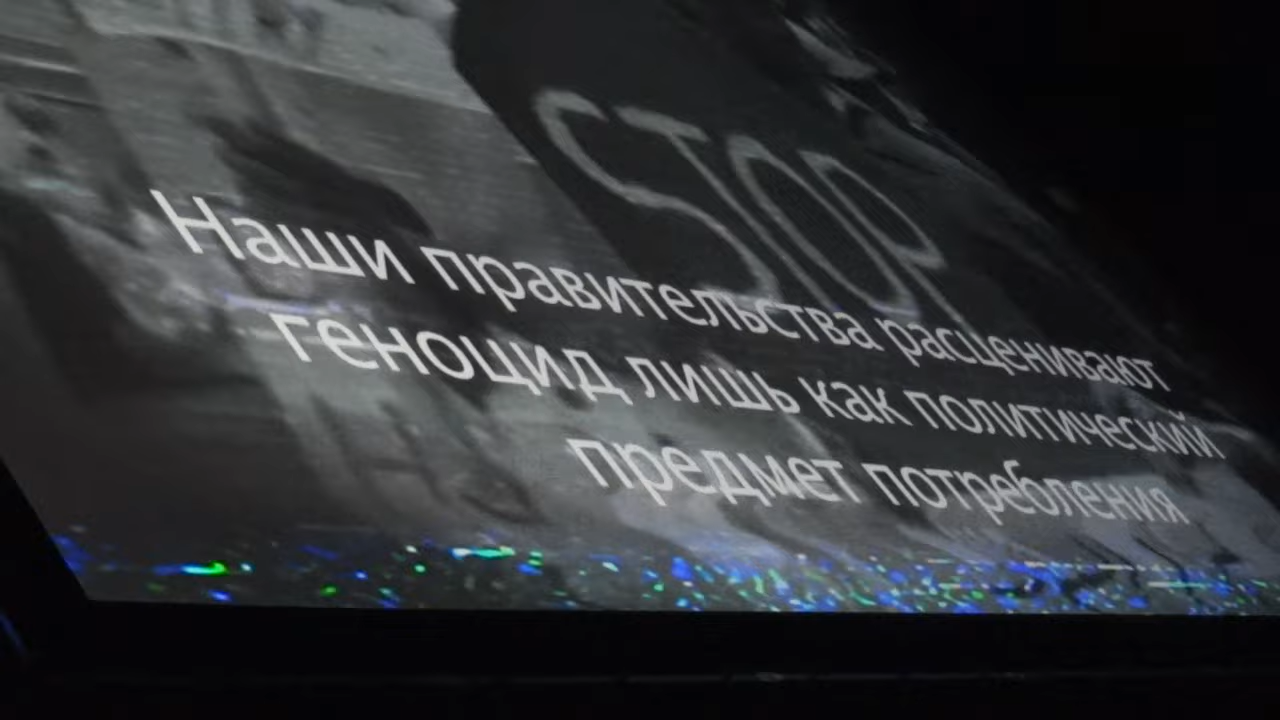 STOP
Наши правительства расценивают
геноцид лишь как политический
предмет потребления